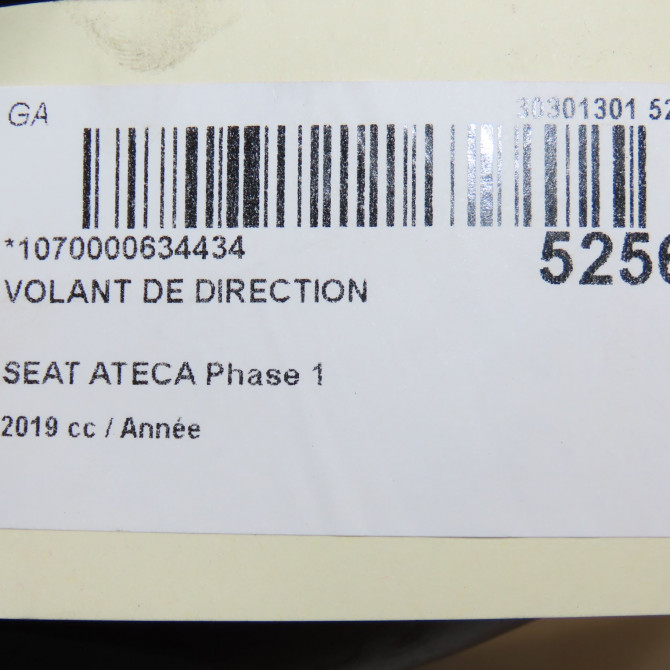 GA 30301301 52
*1070000634434
5256
VOLANT DE DIRECTION
SEAT ATECA Phase 1
2019 cc / Année